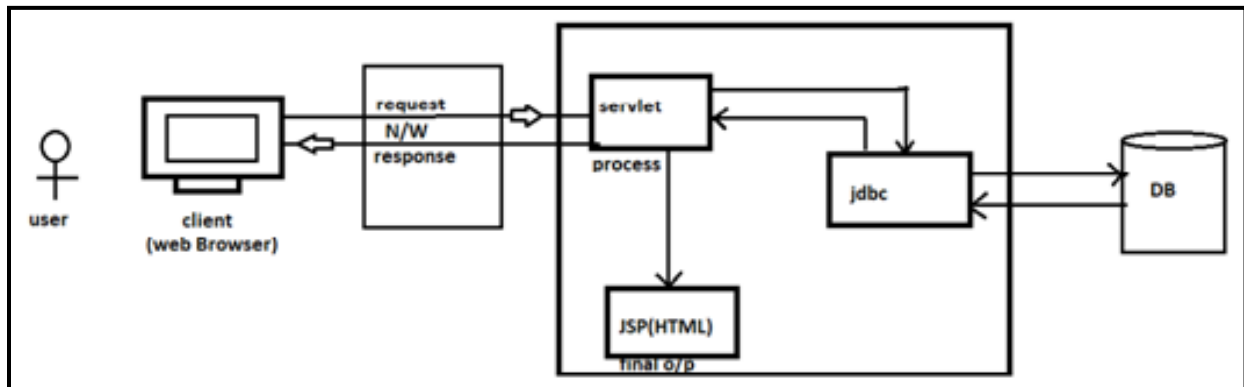 user
client
(web Browser)
request
N/W
response
servlet
process
jdbc
JSP(HTML)
final o/p
DB